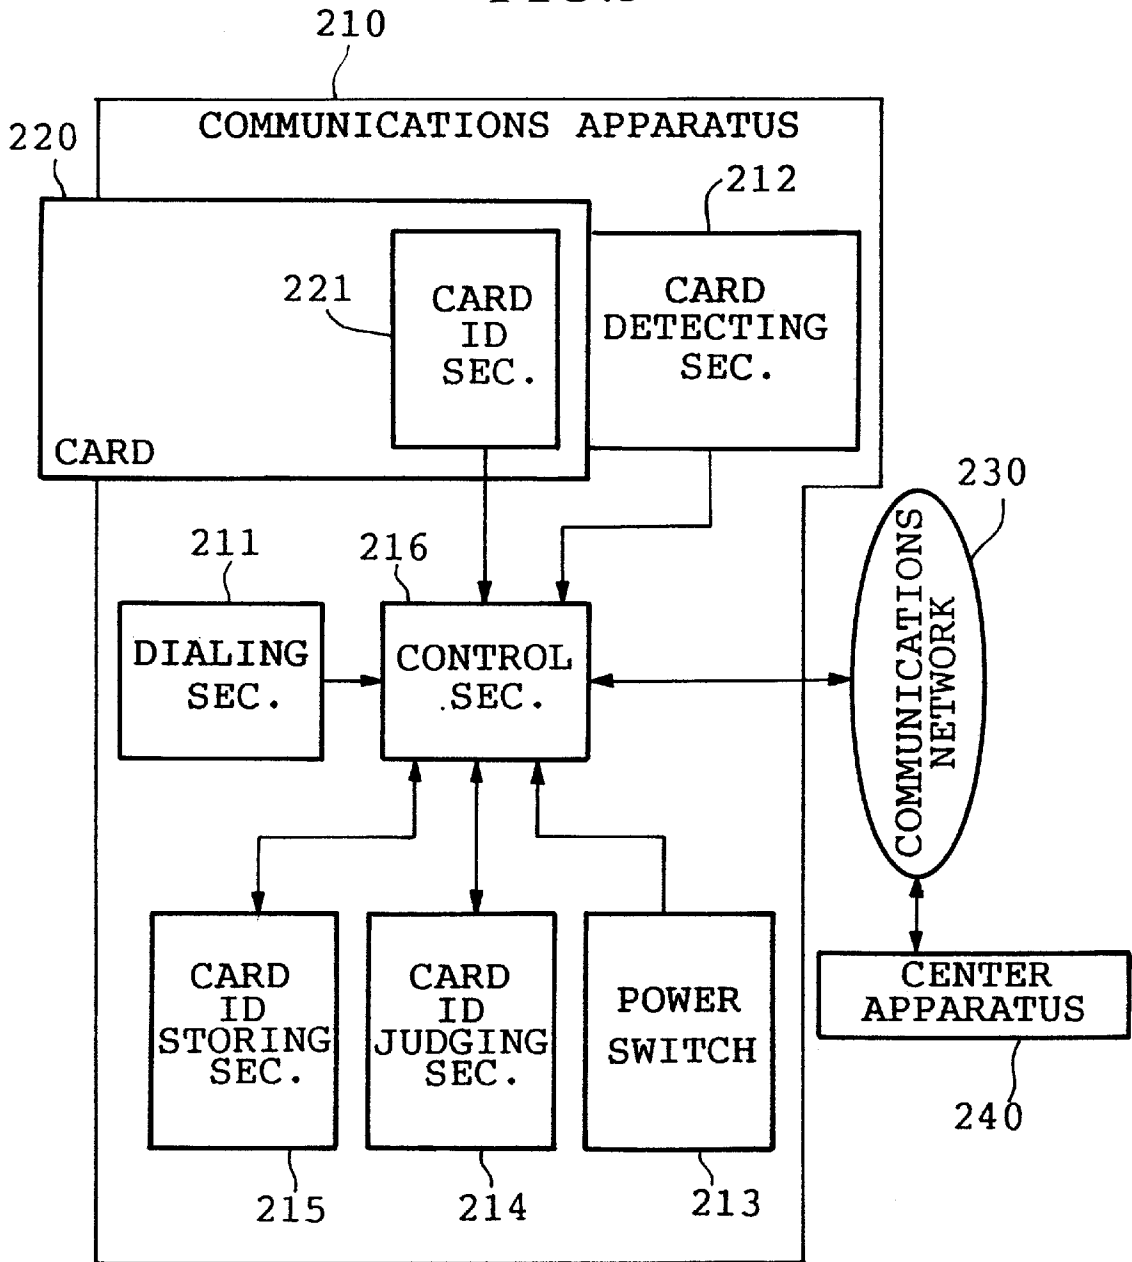 210
COMMUNICATIONS APPARATUS
220
212
221
CARD
ID
SEC.
CARD
DETECTING
SEC.
CARD
230
211
216
DIALING
SEC.
CONTROL
SEC.
COMMUNICATIONS
NETWORK
CARD
ID
STORING
SEC.
CARD
ID
JUDGING
SEC.
POWER
SWITCH
CENTER
APPARATUS
240
215
214
213